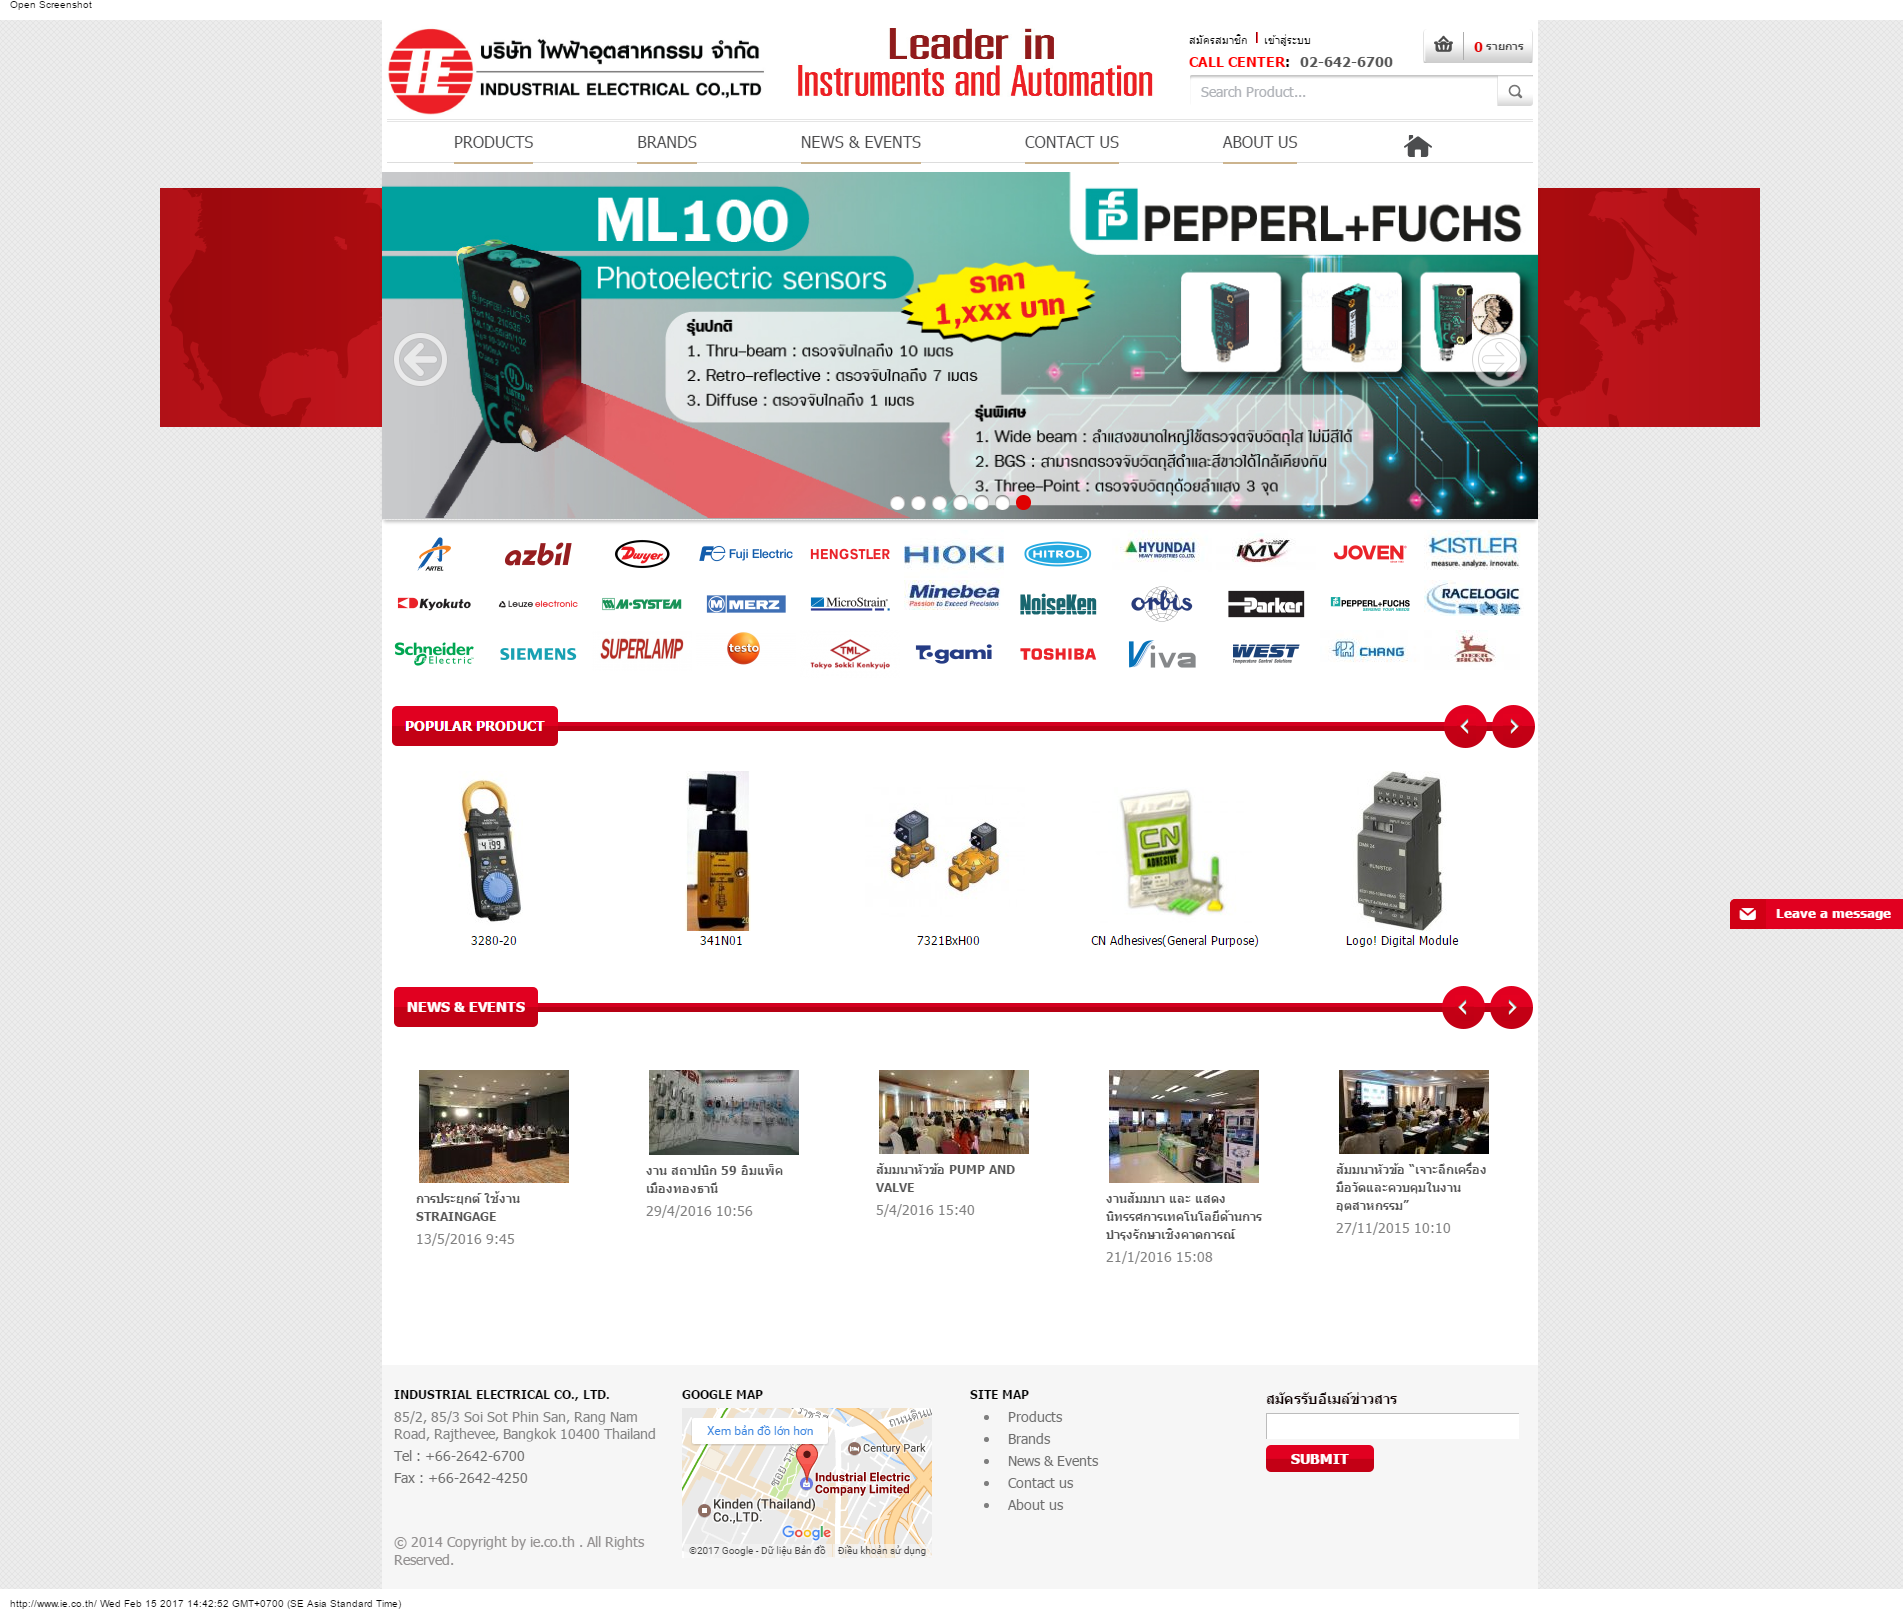 Open Screenshot
บริษัท ไฟฟ้าอุตสาหกรรม จำกัด
INDUSTRIAL ELECTRICAL CO.,LTD
IE
Leader in
Instruments and Automation
สมัครสมาชิก | เข้าสู่ระบบ
CALL CENTER: 02-642-6700
0 รายการ
Search Product...
PRODUCTS BRANDS NEWS & EVENTS CONTACT US ABOUT US
ML100
Photoelectric sensors
PEPPERL+FUCHS
ราคา
1,xxx บาท
รุ่นปกติ
1. Thru-beam : ตรวจจับไกลถึง 10 เมตร
2. Retro-reflective : ตรวจจับไกลถึง 7 เมตร
3. Diffuse : ตรวจจับไกลถึง 1 เมตร
รุ่นพิเศษ
1. Wide beam : ลำแสงขนาดใหญ่ใช้ตรวจตจับวัตถุใส ไม่มีสีได้
2. BGS : สามารถตรวจจับวัตถุสีดำและสีขาวได้ใกล้เคียงกัน
3. Three-Point : ตรวจจับวัตถุด้วยลำแสง 3 จุด
ARTEL azbil Dwyer Fuji Electric HENGSTLER HIOKI HITROL HYUNDAI HEAVY INDUSTRIES CO.,LTD. IMV JOVEN KISTLER measure. analyze. innovate.
Kyokuto Leuze electronic M-SYSTEM MERZ MicroStrain Minebea Passion to Exceed Precision NoiseKen orbis Parker PEPPERL+FUCHS SENSING YOUR NEEDS RACELOGIC
Schneider Electric SIEMENS SUPERLAMP testo TML Tokyo Sokki Kenkyujo Togami TOSHIBA Viva WEST Temperature Control Solutions CHANG DEER BRAND
POPULAR PRODUCT
3280-20
341N01
7321BxH00
CN Adhesives(General Purpose)
Logo! Digital Module
Leave a message
NEWS & EVENTS
การประยุกต์ ใช้งาน
STRAINGAGE
13/5/2016 9:45
งาน สถาปนิก 59 อิมแพ็ค
เมืองทองธานี
29/4/2016 10:56
สัมมนาหัวข้อ PUMP AND
VALVE
5/4/2016 15:40
งานสัมมนา และ แสดง
นิทรรศการเทคโนโลยีด้านการ
บำรุงรักษาเชิงคาดการณ์
21/1/2016 15:08
สัมมนาหัวข้อ “เจาะลึกเครื่อง
มือวัดและควบคุมในงาน
อุตสาหกรรม”
27/11/2015 10:10
INDUSTRIAL ELECTRICAL CO., LTD.
85/2, 85/3 Soi Sot Phin San, Rang Nam
Road, Rajthevee, Bangkok 10400 Thailand
Tel : +66-2642-6700
Fax : +66-2642-4250
© 2014 Copyright by ie.co.th . All Rights
Reserved.
GOOGLE MAP
Xem bản đồ lớn hơn
Century Park
Industrial Electric
Company Limited
Kinden (Thailand)
Co.,LTD.
Google
©2017 Google - Dữ liệu Bản đồ Điều khoản sử dụng
SITE MAP
Products
Brands
News & Events
Contact us
About us
สมัครรับอีเมล์ข่าวสาร
SUBMIT
http://www.ie.co.th/ Wed Feb 15 2017 14:42:52 GMT+0700 (SE Asia Standard Time)